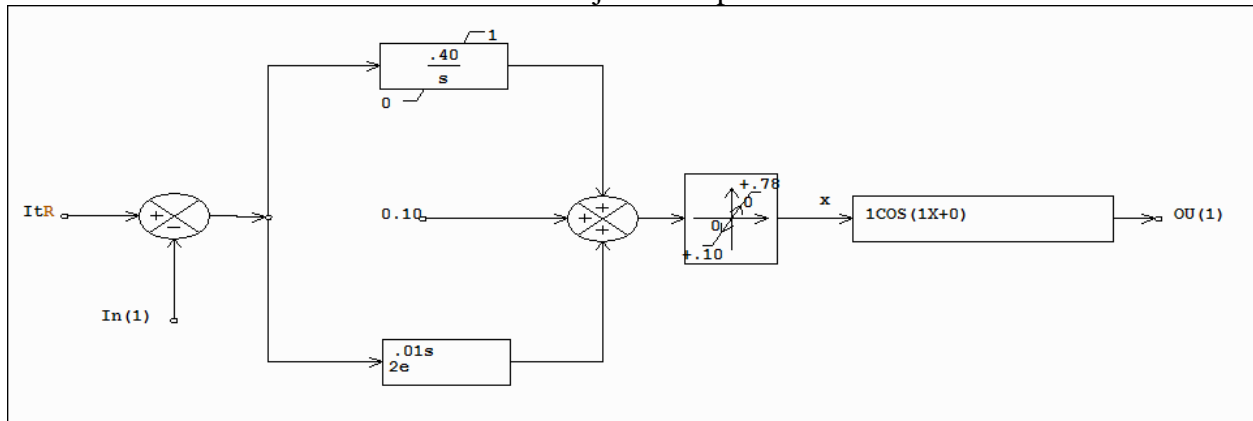 1
.40
s
0
+.78
0
x
ItR
+
−
0.10
+
+
+
0
+.10
1COS(1X+0)
OU(1)
In(1)
.01s
2e